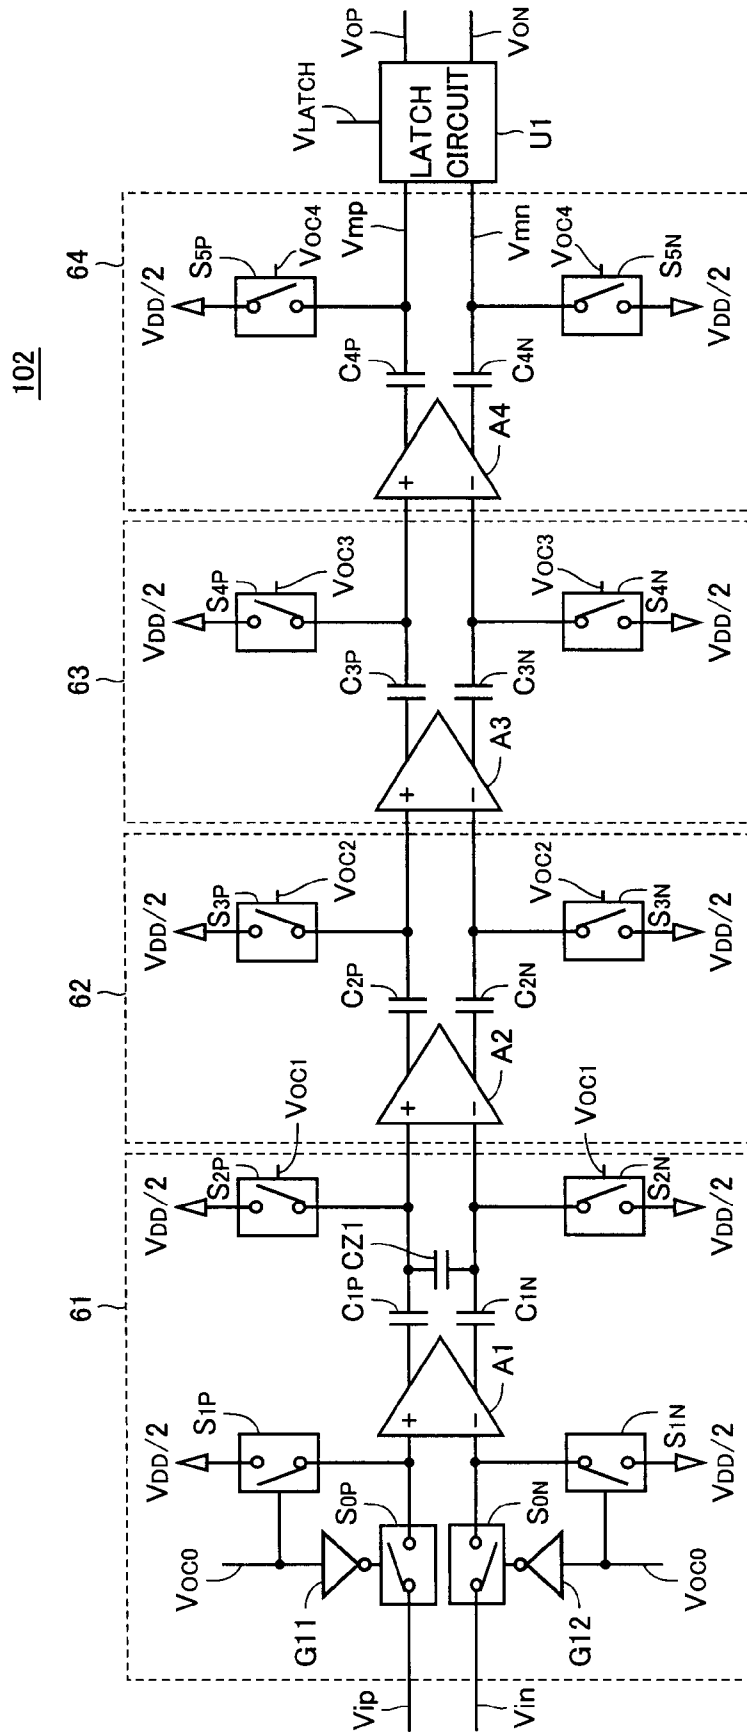 102
61
62
63
64
VDD/2
VDD/2
VDD/2
VDD/2
VDD/2
S1P
S2P
S3P
S4P
S5P
VOC0
VOC1
VOC2
VOC3
VOC4
G11
S0P
C1P
CZ1
C2P
C3P
C4P
Vmp
VLATCH
VOP
Vip
+
+
+
+
LATCH
CIRCUIT
Vin
−
−
−
−
Vmn
VON
S0N
A1
C1N
A2
C2N
A3
C3N
A4
C4N
U1
G12
VOC0
VOC1
VOC2
VOC3
VOC4
S1N
S2N
S3N
S4N
S5N
VDD/2
VDD/2
VDD/2
VDD/2
VDD/2